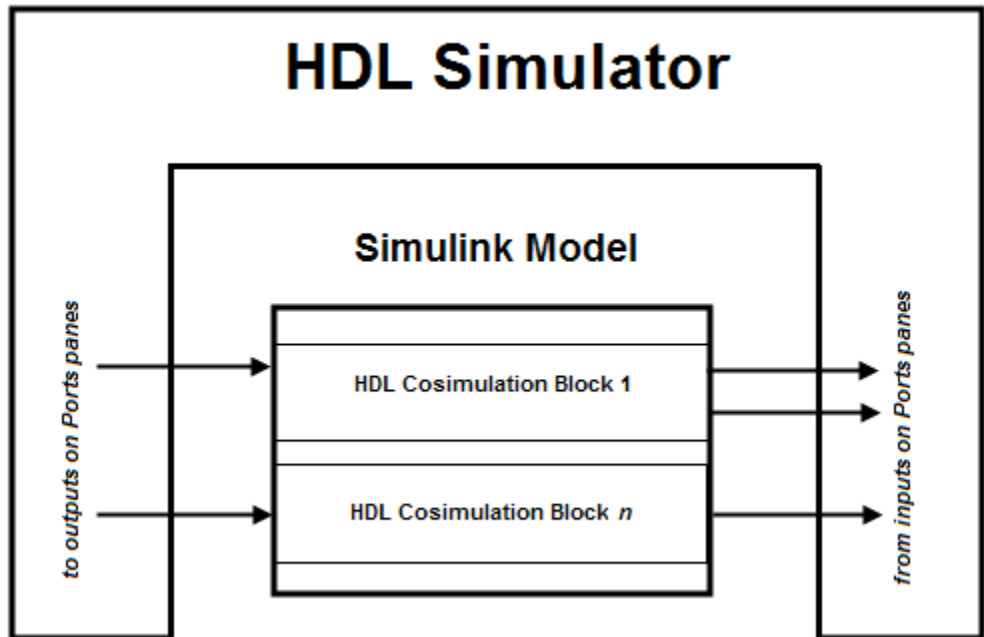 HDL Simulator
Simulink Model
to outputs on Ports panes
HDL Cosimulation Block 1
HDL Cosimulation Block n
from inputs on Ports panes